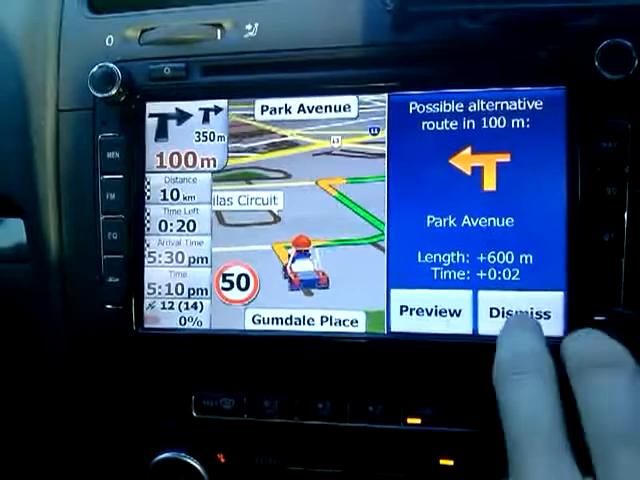 0
1
Park Avenue
350m
100m
Distance
10 km
Time Left
0:20
Arrival Time
5:30 pm
Time
5:10 pm
12 (14)
0%
ilas Circuit
50
Gumdale Place
Possible alternative
route in 100 m:
Park Avenue
Length: +600 m
Time: +0:02
Preview
Dismiss
MEN
FM
EQ